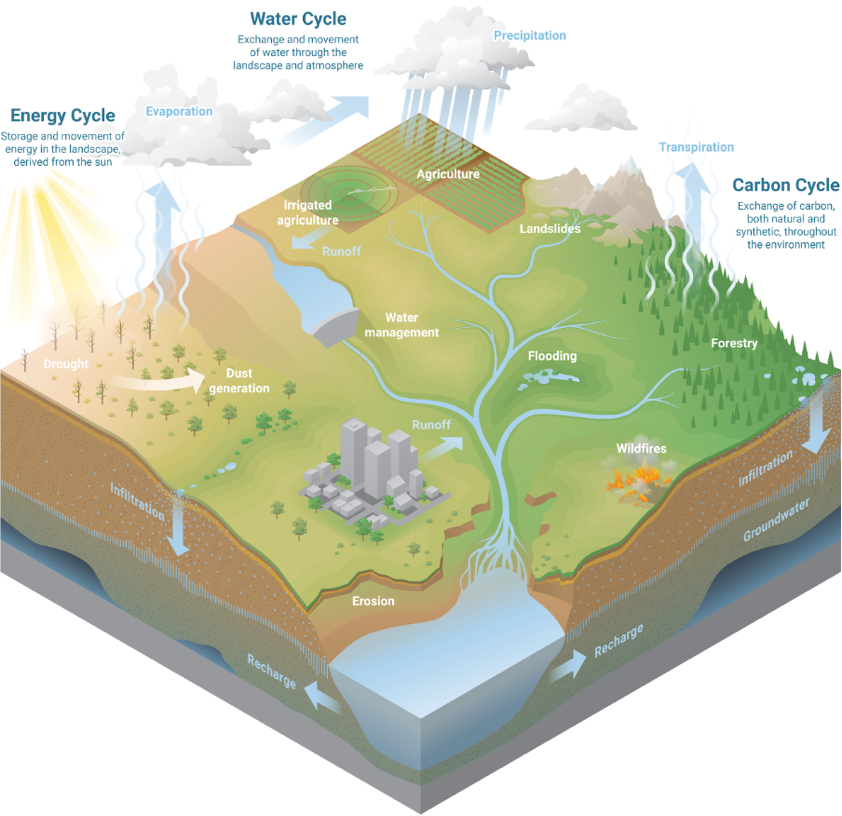 Water Cycle
Exchange and movement
of water through the
landscape and atmosphere
Precipitation
Energy Cycle
Storage and movement of
energy in the landscape,
derived from the sun
Evaporation
Transpiration
Carbon Cycle
Exchange of carbon,
both natural and
synthetic, throughout
the environment
Agriculture
Irrigated
agriculture
Runoff
Landslides
Water
management
Drought
Dust
generation
Flooding
Forestry
Runoff
Wildfires
Infiltration
Infiltration
Groundwater
Erosion
Recharge
Recharge